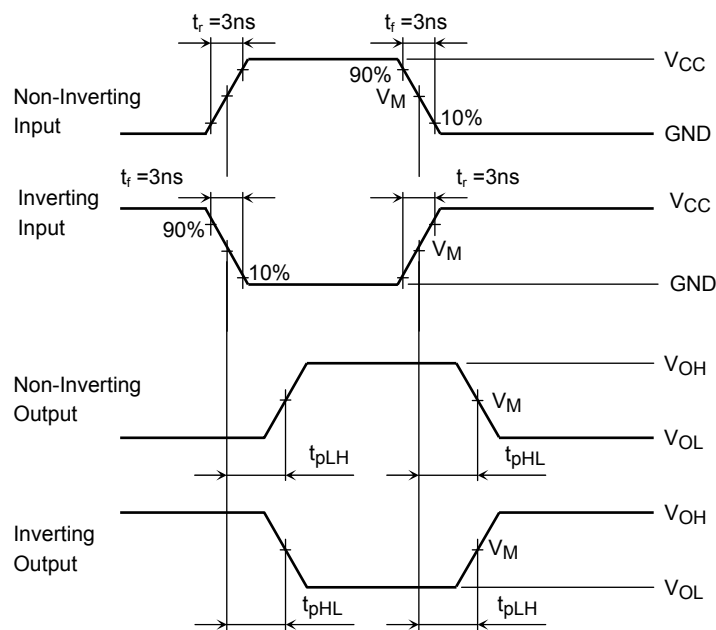 tr =3ns
tf =3ns
Non-Inverting
Input
90%
VM
10%
VCC
GND
tf =3ns
tr =3ns
Inverting
Input
90%
10%
VM
VCC
GND
Non-Inverting
Output
VM
VOH
VOL
tpLH
tpHL
Inverting
Output
VM
VOH
VOL
tpHL
tpLH